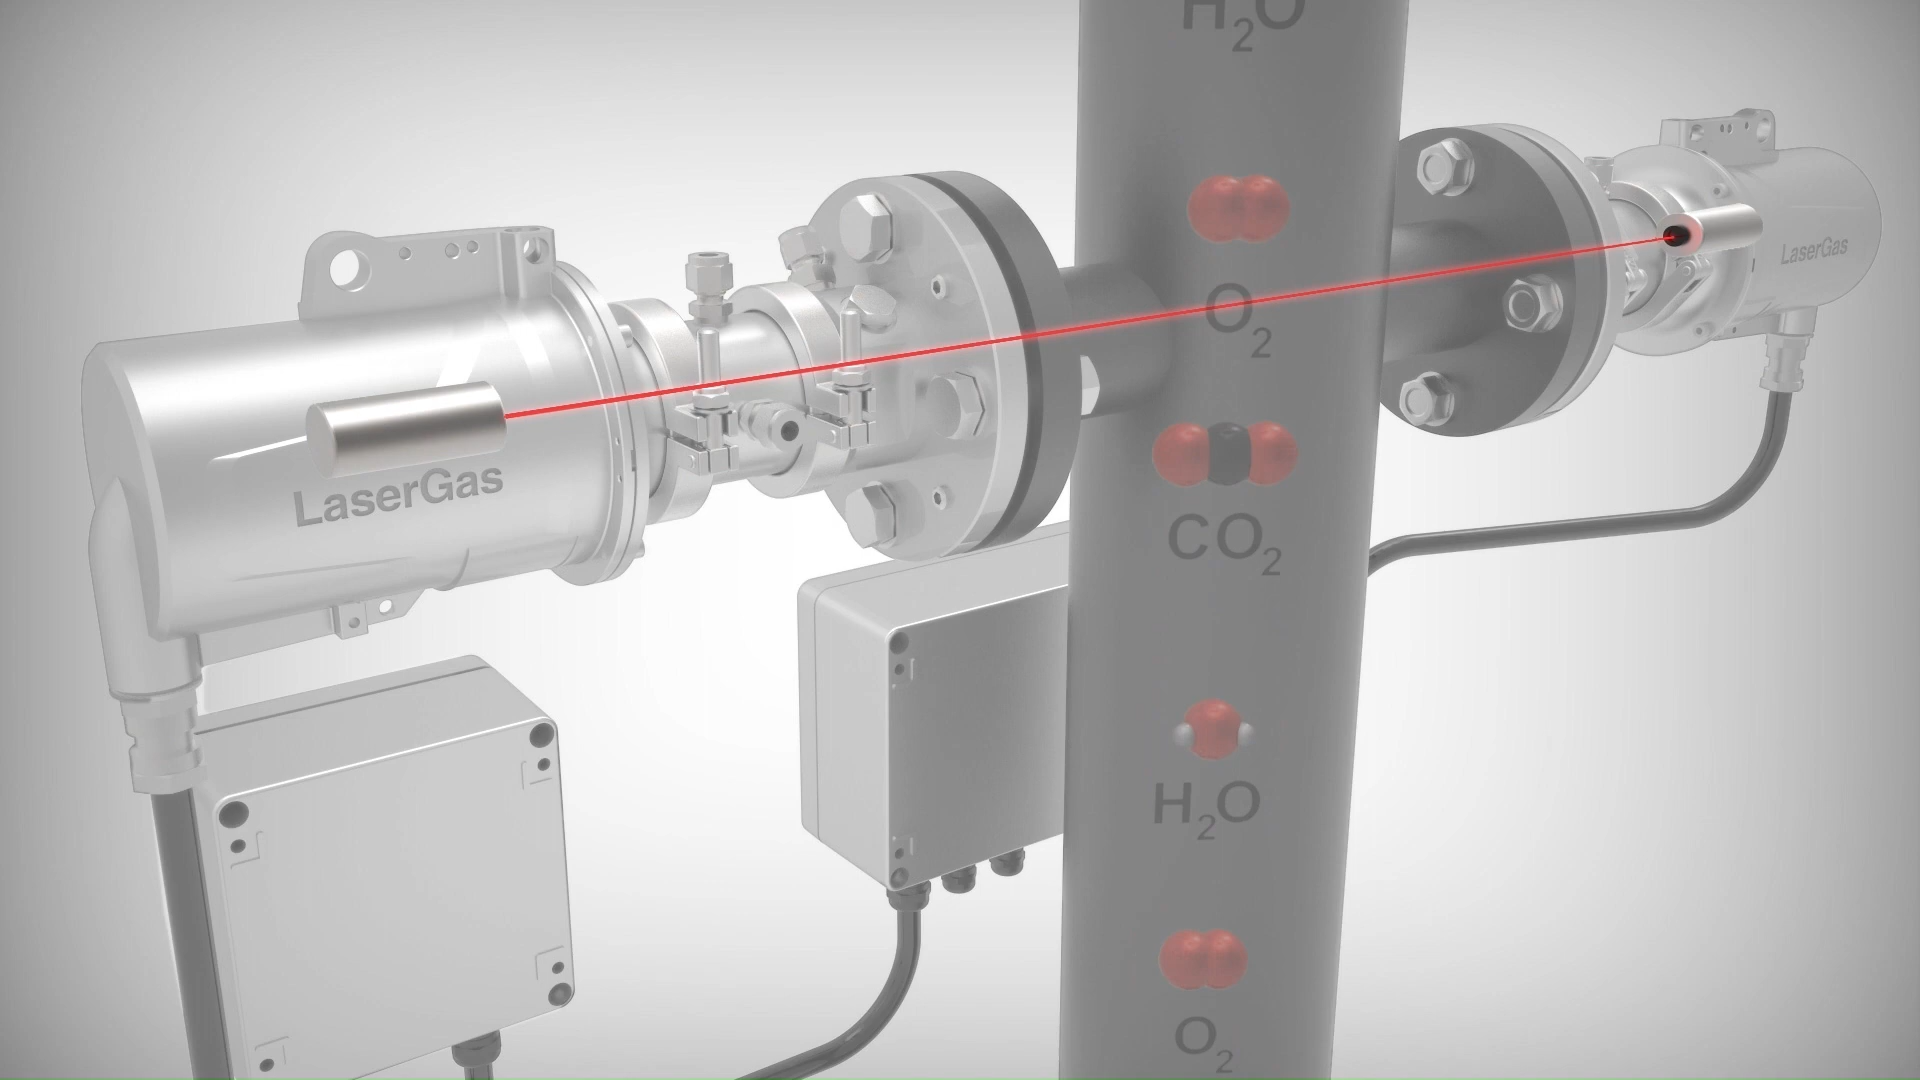 H₂O
LaserGas
O₂
CO₂
LaserGas
H₂O
O₂